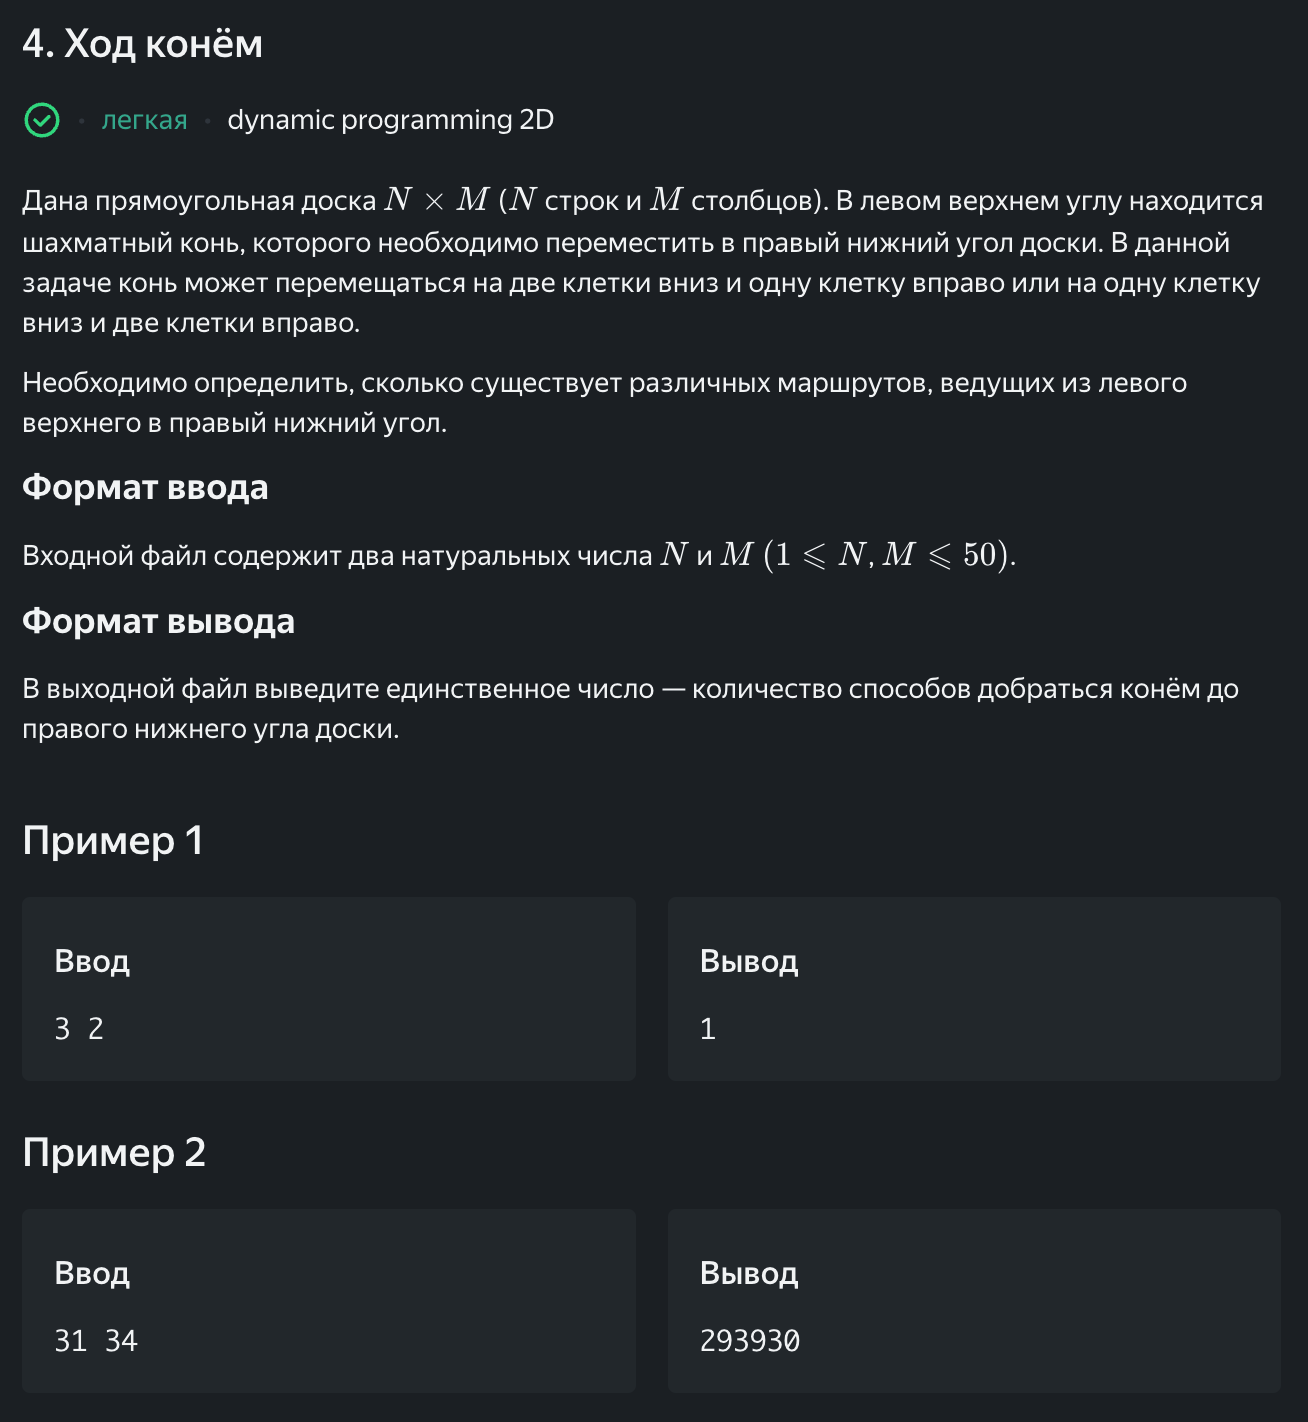 4. Ход конём
· легкая · dynamic programming 2D
Дана прямоугольная доска N × M (N строк и M столбцов). В левом верхнем углу находится
шахматный конь, которого необходимо переместить в правый нижний угол доски. В данной
задаче конь может перемещаться на две клетки вниз и одну клетку вправо или на одну клетку
вниз и две клетки вправо.
Необходимо определить, сколько существует различных маршрутов, ведущих из левого
верхнего в правый нижний угол.
Формат ввода
Входной файл содержит два натуральных числа N и M (1 ⩽ N, M ⩽ 50).
Формат вывода
В выходной файл выведите единственное число — количество способов добраться конём до
правого нижнего угла доски.
Пример 1
Ввод
3 2
Вывод
1
Пример 2
Ввод
31 34
Вывод
293930